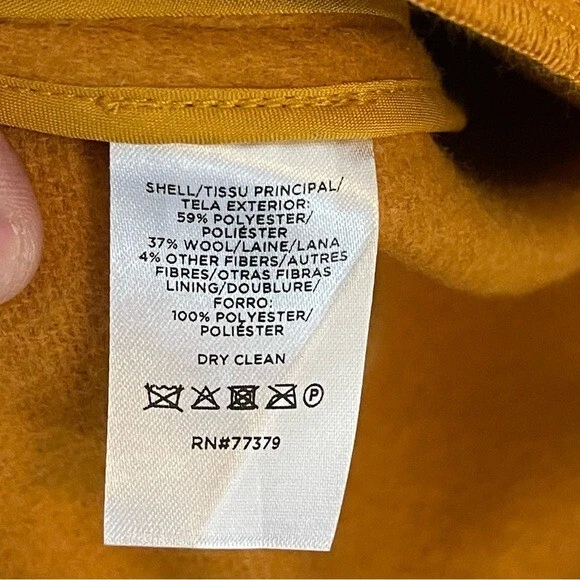 SHELL/TISSU PRINCIPAL/
TELA EXTERIOR:
59% POLYESTER/
POLIÉSTER
37% WOOL/LAINE/LANA
4% OTHER FIBERS/AUTRES
FIBRES/OTRAS FIBRAS
LINING/DOUBLURE/
FORRO:
100% POLYESTER/
POLIÉSTER
DRY CLEAN
P
RN#77379